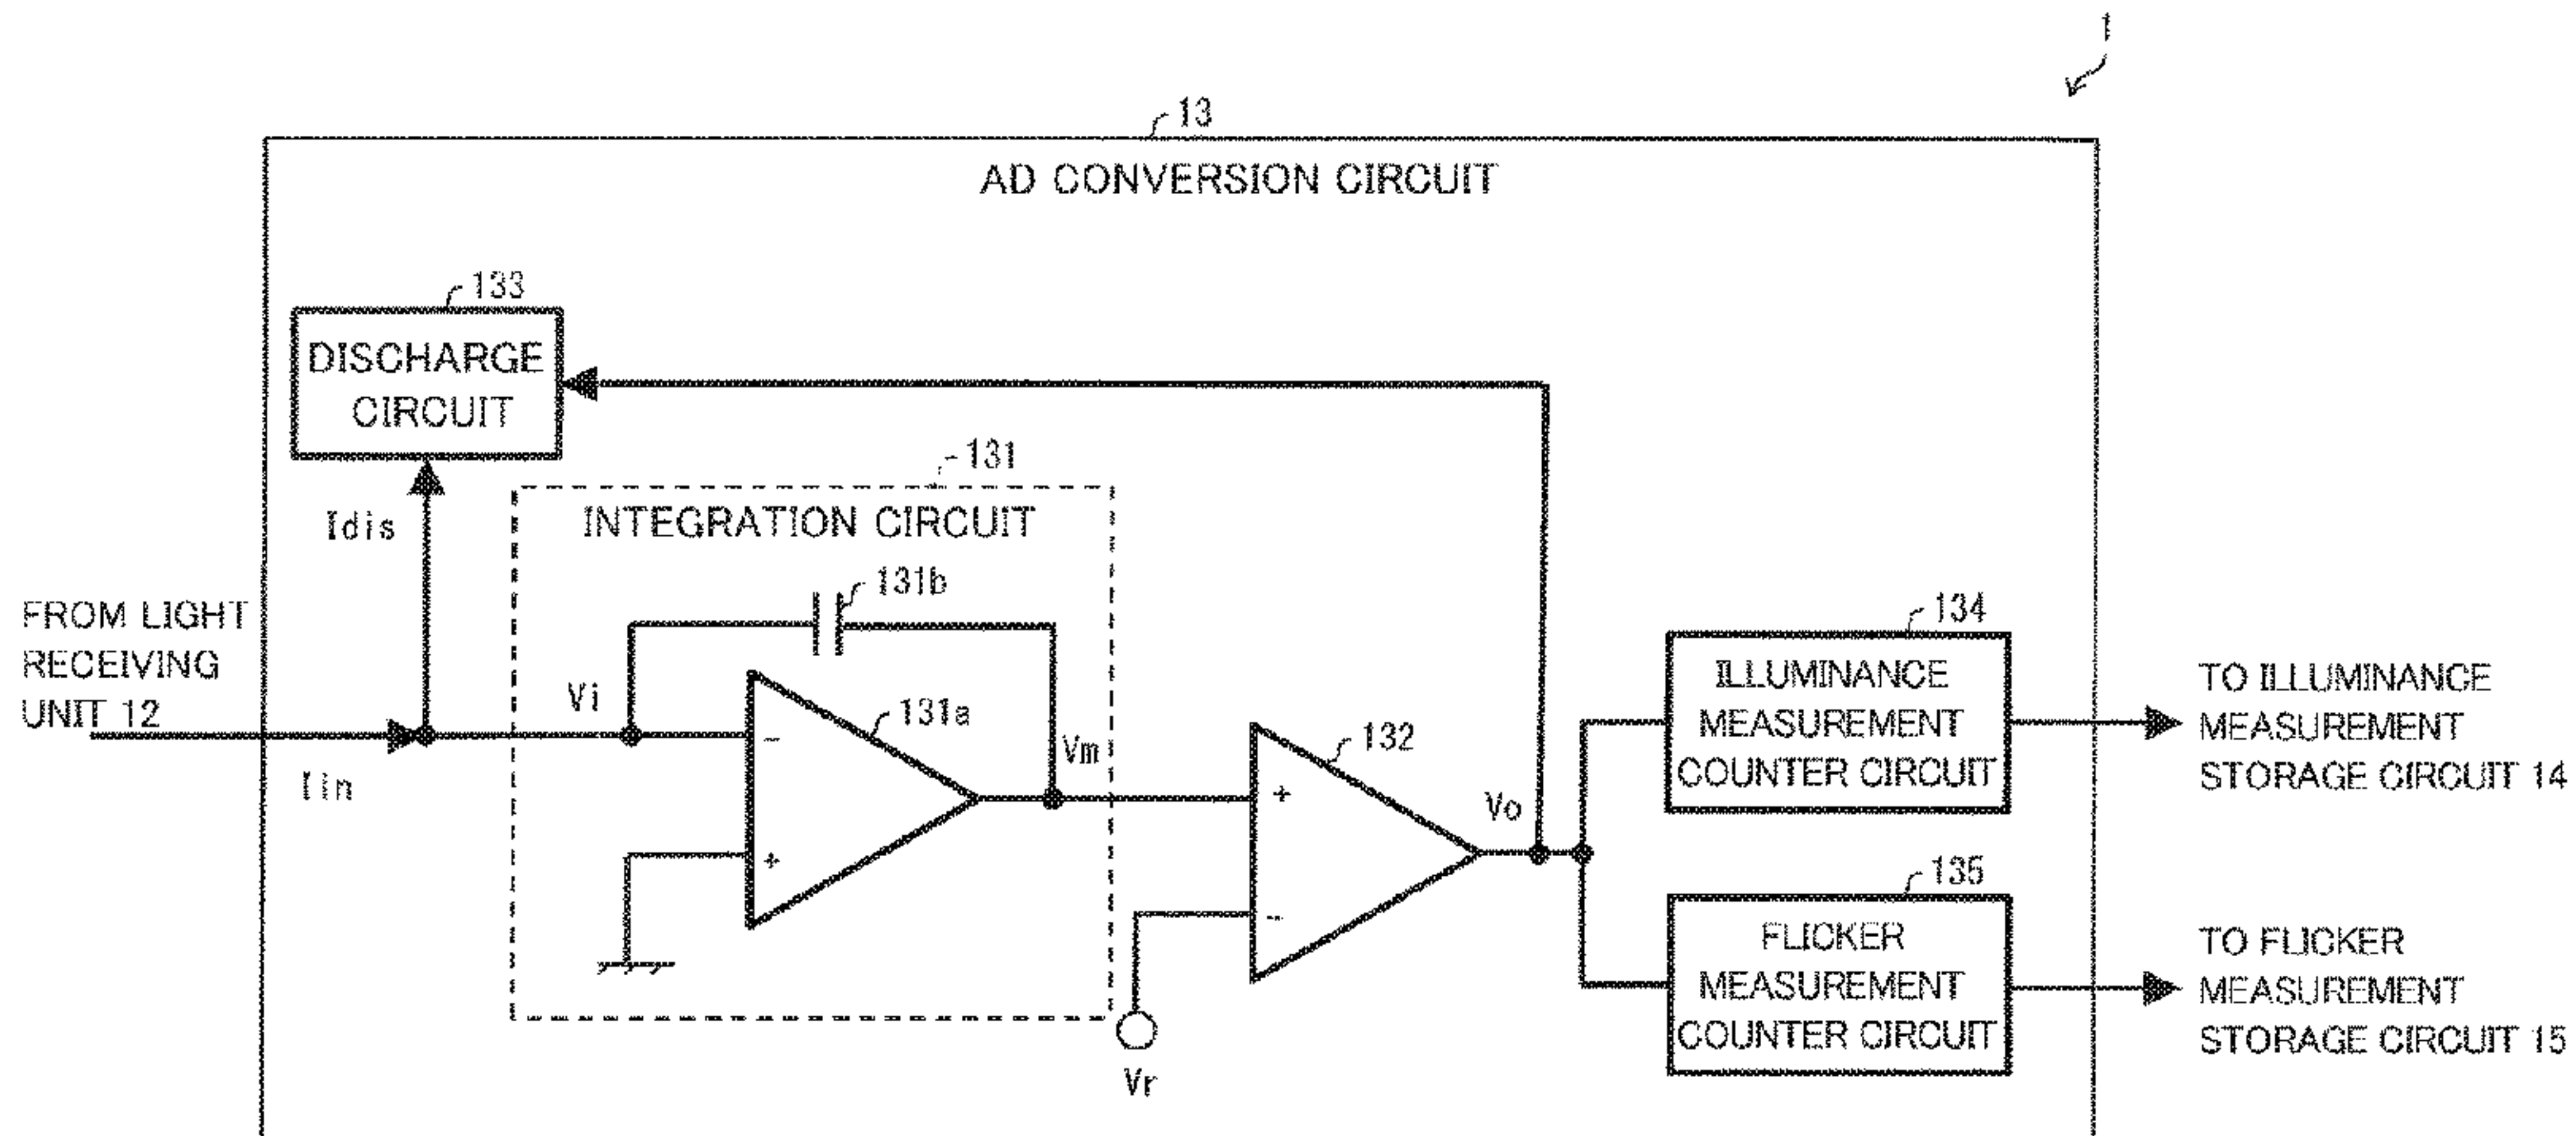 1
13
AD CONVERSION CIRCUIT
133
DISCHARGE
CIRCUIT
131
INTEGRATION CIRCUIT
Idis
131b
FROM LIGHT
RECEIVING
UNIT 12
Iin
Vi
-
+
131a
Vm
132
+
-
Vr
Vo
134
ILLUMINANCE
MEASUREMENT
COUNTER CIRCUIT
TO ILLUMINANCE
MEASUREMENT
STORAGE CIRCUIT 14
135
FLICKER
MEASUREMENT
COUNTER CIRCUIT
TO FLICKER
MEASUREMENT
STORAGE CIRCUIT 15